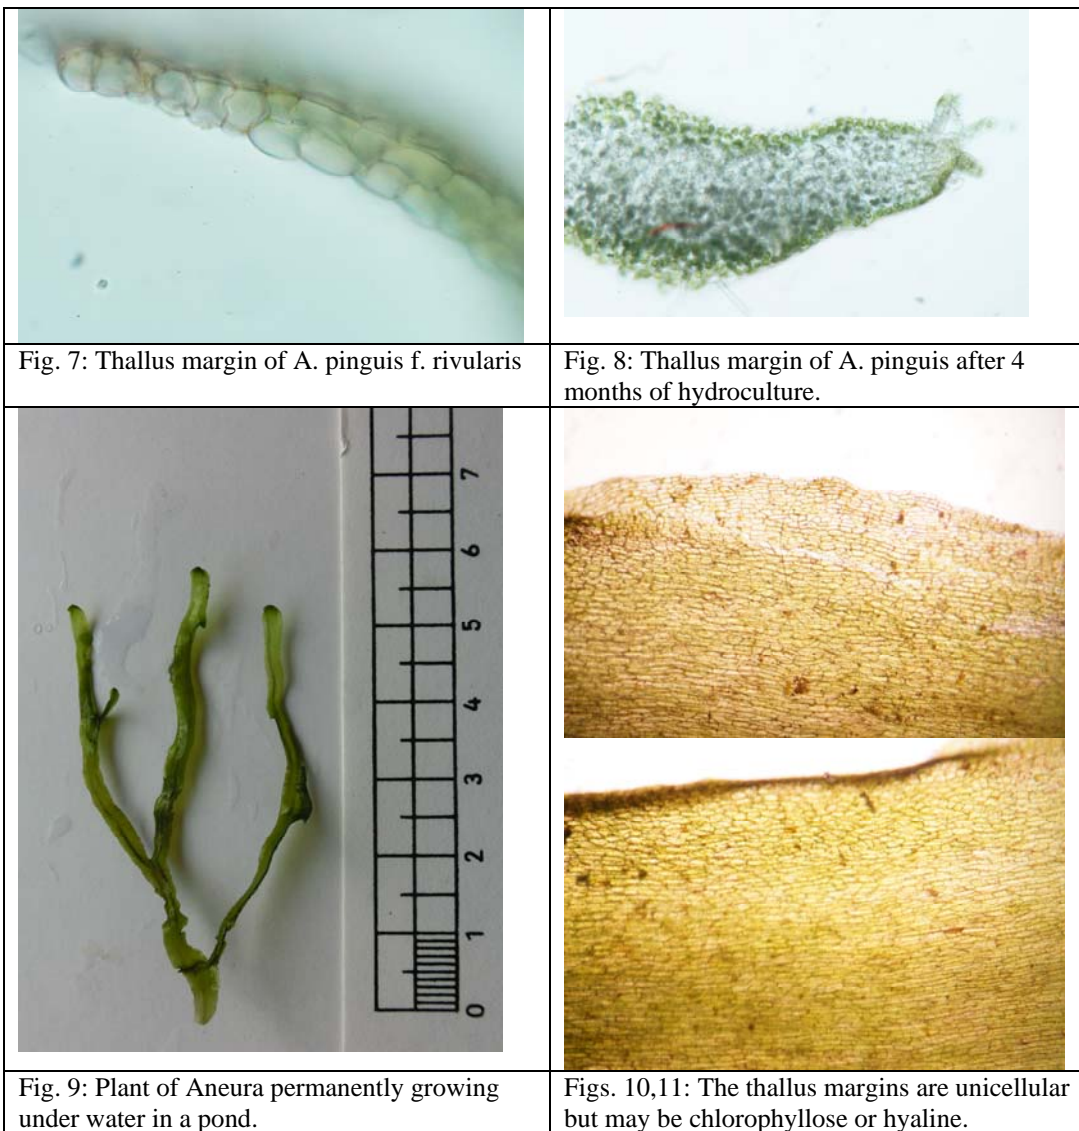 Fig. 7: Thallus margin of A. pinguis f. rivularis
Fig. 8: Thallus margin of A. pinguis after 4
months of hydroculture.
7
6
5
4
3
2
1
0
Fig. 9: Plant of Aneura permanently growing
under water in a pond.
Figs. 10,11: The thallus margins are unicellular
but may be chlorophyllose or hyaline.